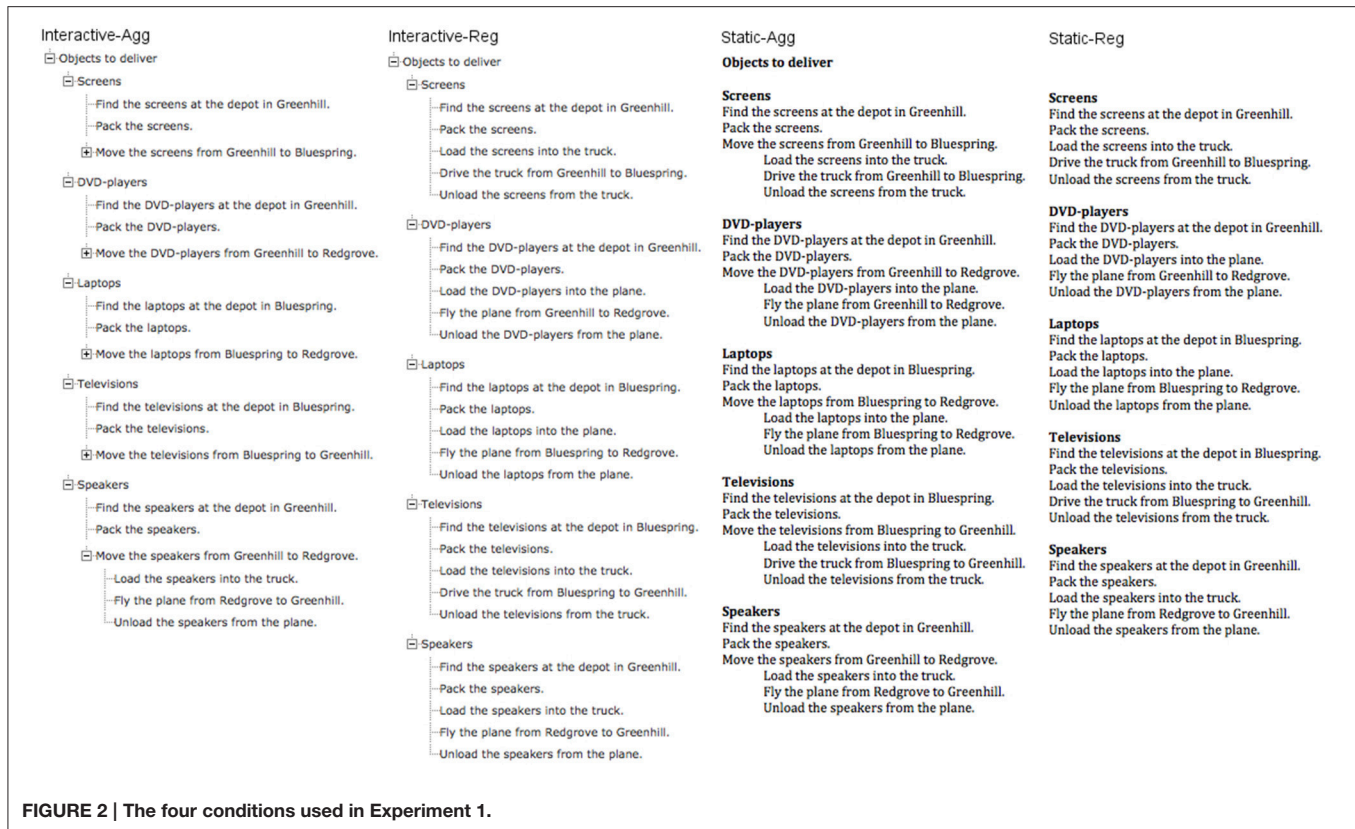 Interactive-Agg
Objects to deliver
Screens
Find the screens at the depot in Greenhill.
Pack the screens.
Move the screens from Greenhill to Bluespring.
DVD-players
Find the DVD-players at the depot in Greenhill.
Pack the DVD-players.
Move the DVD-players from Greenhill to Redgrove.
Laptops
Find the laptops at the depot in Bluespring.
Pack the laptops.
Move the laptops from Bluespring to Redgrove.
Televisions
Find the televisions at the depot in Bluespring.
Pack the televisions.
Move the televisions from Bluespring to Greenhill.
Speakers
Find the speakers at the depot in Greenhill.
Pack the speakers.
Move the speakers from Greenhill to Redgrove.
Load the speakers into the truck.
Fly the plane from Redgrove to Greenhill.
Unload the speakers from the plane.
Interactive-Reg
Objects to deliver
Screens
Find the screens at the depot in Greenhill.
Pack the screens.
Load the screens into the truck.
Drive the truck from Greenhill to Bluespring.
Unload the screens from the truck.
DVD-players
Find the DVD-players at the depot in Greenhill.
Pack the DVD-players.
Load the DVD-players into the plane.
Fly the plane from Greenhill to Redgrove.
Unload the DVD-players from the plane.
Laptops
Find the laptops at the depot in Bluespring.
Pack the laptops.
Load the laptops into the plane.
Fly the plane from Bluespring to Redgrove.
Unload the laptops from the plane.
Televisions
Find the televisions at the depot in Bluespring.
Pack the televisions.
Load the televisions into the truck.
Drive the truck from Bluespring to Greenhill.
Unload the televisions from the truck.
Speakers
Find the speakers at the depot in Greenhill.
Pack the speakers.
Load the speakers into the truck.
Fly the plane from Redgrove to Greenhill.
Unload the speakers from the plane.
Static-Agg
Objects to deliver
Screens
Find the screens at the depot in Greenhill.
Pack the screens.
Move the screens from Greenhill to Bluespring.
Load the screens into the truck.
Drive the truck from Greenhill to Bluespring.
Unload the screens from the truck.
DVD-players
Find the DVD-players at the depot in Greenhill.
Pack the DVD-players.
Move the DVD-players from Greenhill to Redgrove.
Load the DVD-players into the plane.
Fly the plane from Greenhill to Redgrove.
Unload the DVD-players from the plane.
Laptops
Find the laptops at the depot in Bluespring.
Pack the laptops.
Move the laptops from Bluespring to Redgrove.
Load the laptops into the plane.
Fly the plane from Bluespring to Redgrove.
Unload the laptops from the plane.
Televisions
Find the televisions at the depot in Bluespring.
Pack the televisions.
Move the televisions from Bluespring to Greenhill.
Load the televisions into the truck.
Drive the truck from Bluespring to Greenhill.
Unload the televisions from the truck.
Speakers
Find the speakers at the depot in Greenhill.
Pack the speakers.
Move the speakers from Greenhill to Redgrove.
Load the speakers into the truck.
Fly the plane from Redgrove to Greenhill.
Unload the speakers from the plane.
Static-Reg
Screens
Find the screens at the depot in Greenhill.
Pack the screens.
Load the screens into the truck.
Drive the truck from Greenhill to Bluespring.
Unload the screens from the truck.
DVD-players
Find the DVD-players at the depot in Greenhill.
Pack the DVD-players.
Load the DVD-players into the plane.
Fly the plane from Greenhill to Redgrove.
Unload the DVD-players from the plane.
Laptops
Find the laptops at the depot in Bluespring.
Pack the laptops.
Load the laptops into the plane.
Fly the plane from Bluespring to Redgrove.
Unload the laptops from the plane.
Televisions
Find the televisions at the depot in Bluespring.
Pack the televisions.
Load the televisions into the truck.
Drive the truck from Bluespring to Greenhill.
Unload the televisions from the truck.
Speakers
Find the speakers at the depot in Greenhill.
Pack the speakers.
Load the speakers into the truck.
Fly the plane from Redgrove to Greenhill.
Unload the speakers from the plane.
FIGURE 2 | The four conditions used in Experiment 1.